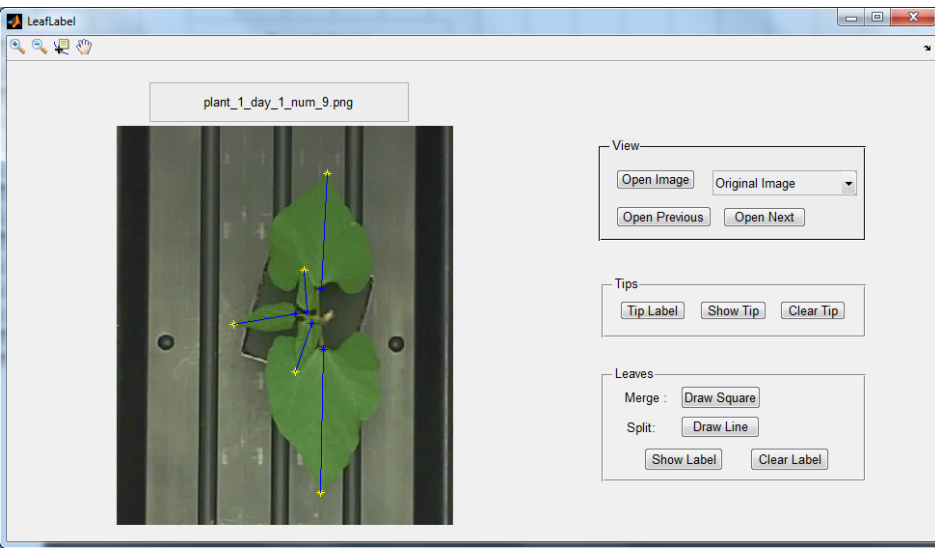 LeafLabel
plant_1_day_1_num_9.png
View
Open Image
Original Image
Open Previous
Open Next
Tips
Tip Label
Show Tip
Clear Tip
Leaves
Merge :
Draw Square
Split:
Draw Line
Show Label
Clear Label